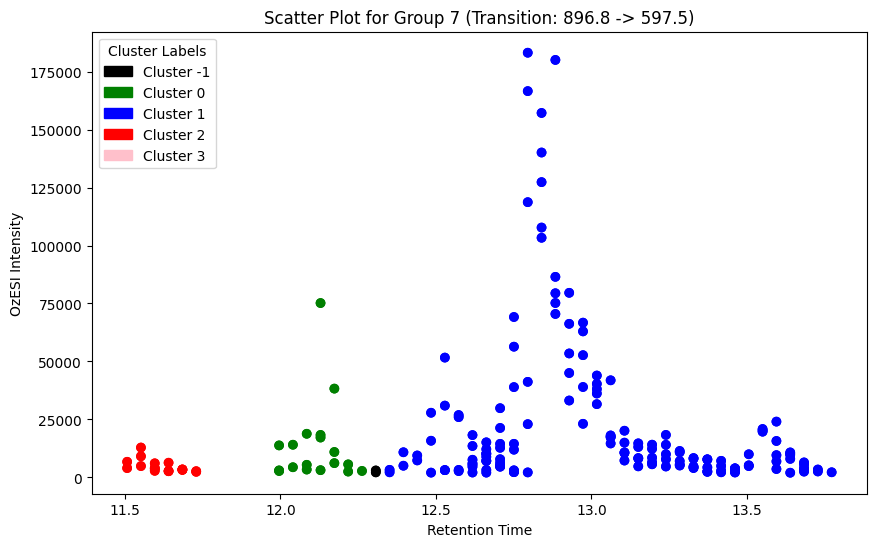 Scatter Plot for Group 7 (Transition: 896.8 -> 597.5)
Cluster Labels
Cluster -1
Cluster 0
Cluster 1
Cluster 2
Cluster 3
OzESI Intensity
175000
150000
125000
100000
75000
50000
25000
0
11.5 12.0 12.5 13.0 13.5
Retention Time